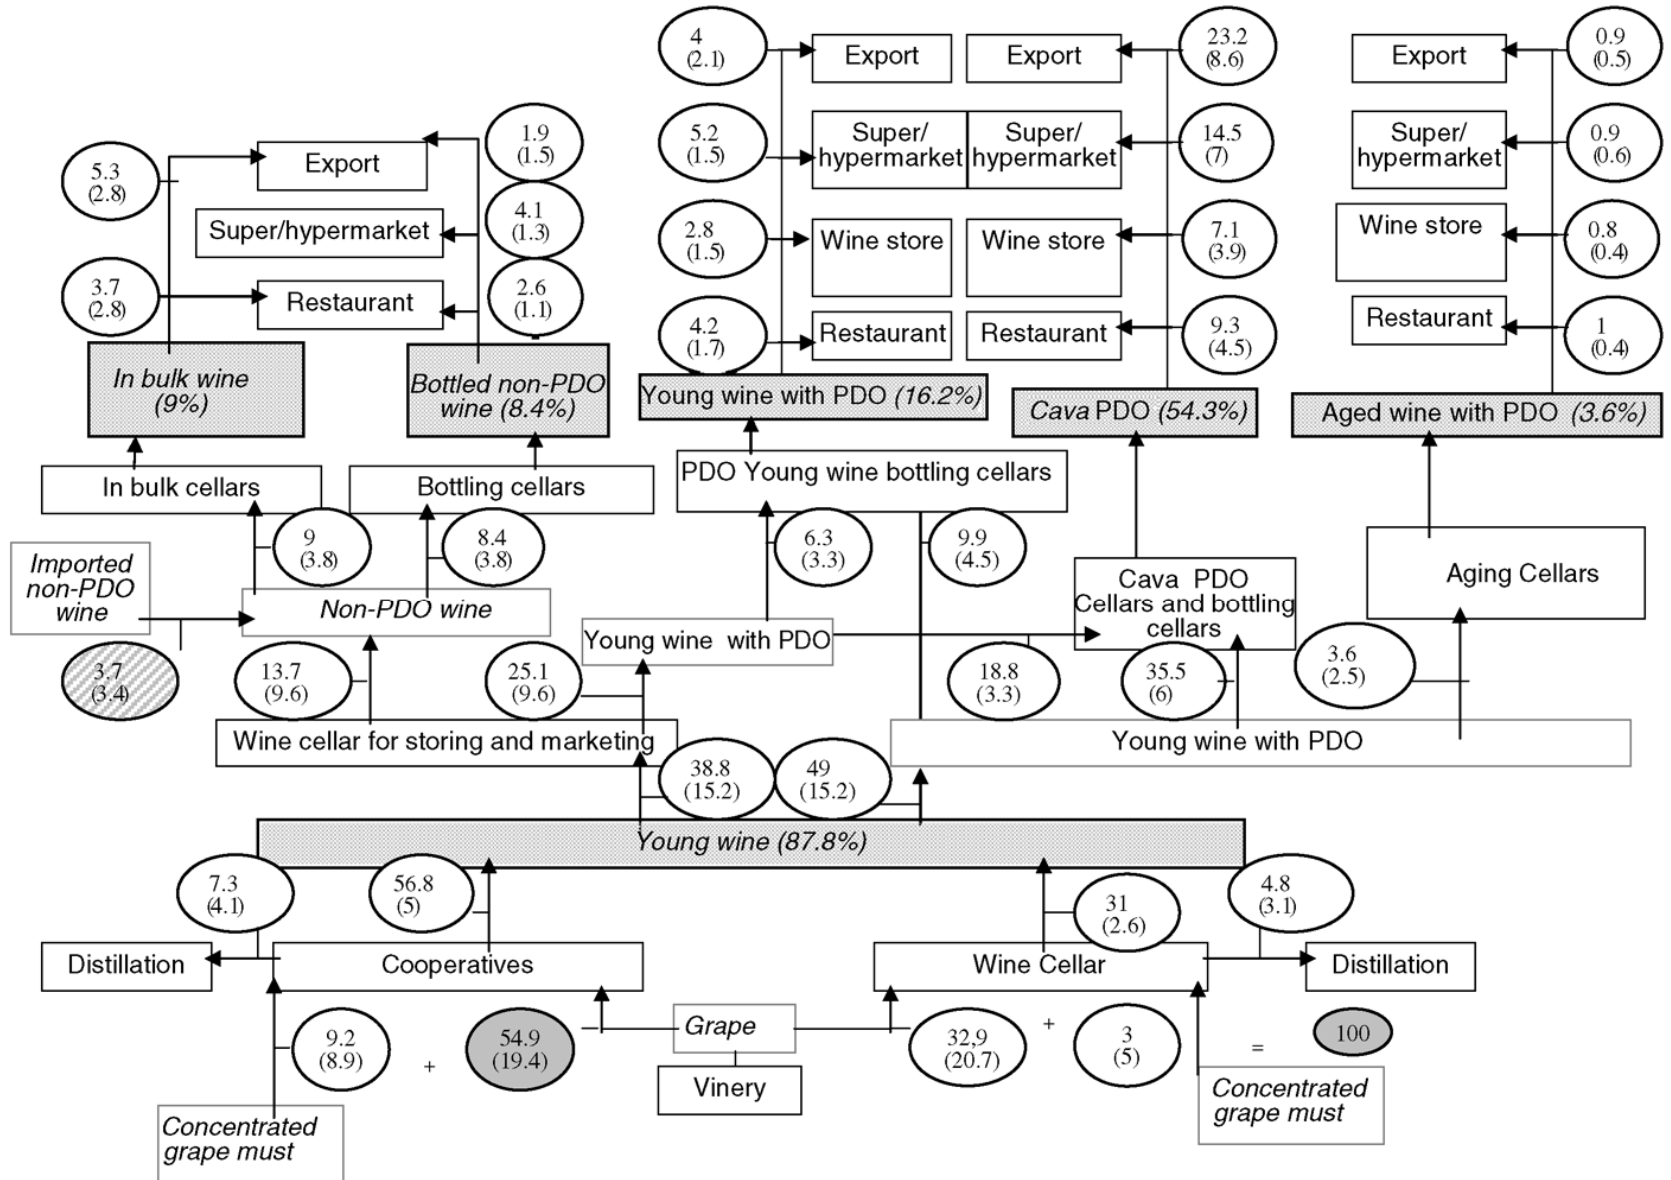 4
(2.1)
Export
Export
23.2
(8.6)
Export
0.9
(0.5)
5.2
(1.5)
Super/
hypermarket
Super/
hypermarket
14.5
(7)
Super/
hypermarket
0.9
(0.6)
2.8
(1.5)
Wine store
Wine store
7.1
(3.9)
Wine store
0.8
(0.4)
4.2
(1.7)
Restaurant
Restaurant
9.3
(4.5)
Restaurant
1
(0.4)
5.3
(2.8)
Export
1.9
(1.5)
Super/hypermarket
4.1
(1.3)
3.7
(2.8)
Restaurant
2.6
(1.1)
In bulk wine
(9%)
Bottled non-PDO
wine (8.4%)
Young wine with PDO (16.2%)
Cava PDO (54.3%)
Aged wine with PDO (3.6%)
In bulk cellars
Bottling cellars
PDO Young wine bottling cellars
9
(3.8)
8.4
(3.8)
6.3
(3.3)
9.9
(4.5)
Imported
non-PDO
wine
Non-PDO wine
Young wine with PDO
Cava PDO
Cellars and bottling
cellars
Aging Cellars
3.7
(3.4)
13.7
(9.6)
25.1
(9.6)
18.8
(3.3)
35.5
(6)
3.6
(2.5)
Wine cellar for storing and marketing
Young wine with PDO
38.8
(15.2)
49
(15.2)
Young wine (87.8%)
7.3
(4.1)
56.8
(5)
31
(2.6)
4.8
(3.1)
Distillation
Cooperatives
Wine Cellar
Distillation
9.2
(8.9)
+
54.9
(19.4)
Grape
32,9
(20.7)
+
3
(5)
=
100
Vinery
Concentrated
grape must
Concentrated
grape must